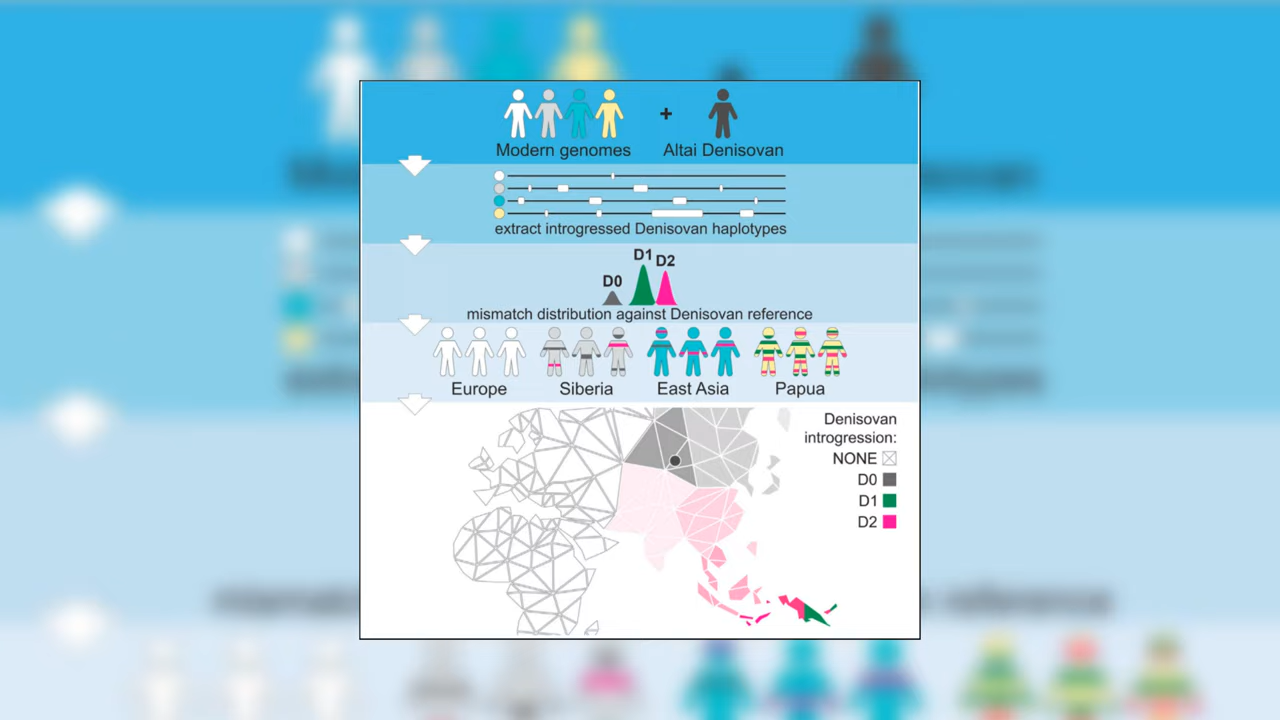 +
Modern genomes
Altai Denisovan
extract introgressed Denisovan haplotypes
D0
D1
D2
mismatch distribution against Denisovan reference
Europe
Siberia
East Asia
Papua
Denisovan
introgression:
NONE
D0
D1
D2